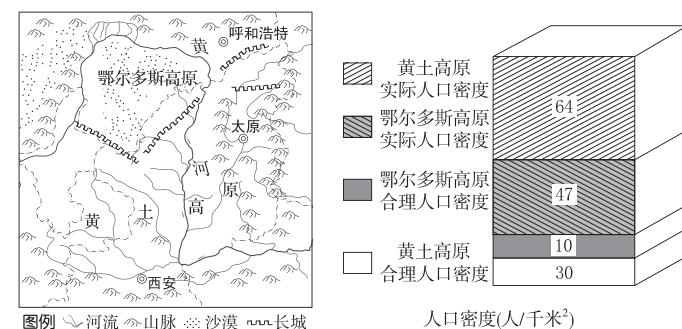 黄
呼和浩特
鄂尔多斯高原
太原
河
原
土
高
黄
西安
图例 河流 山脉 沙漠 长城
黄土高原
实际人口密度
鄂尔多斯高原
实际人口密度
鄂尔多斯高原
合理人口密度
黄土高原
合理人口密度
64
47
10
30
人口密度(人/千米²)